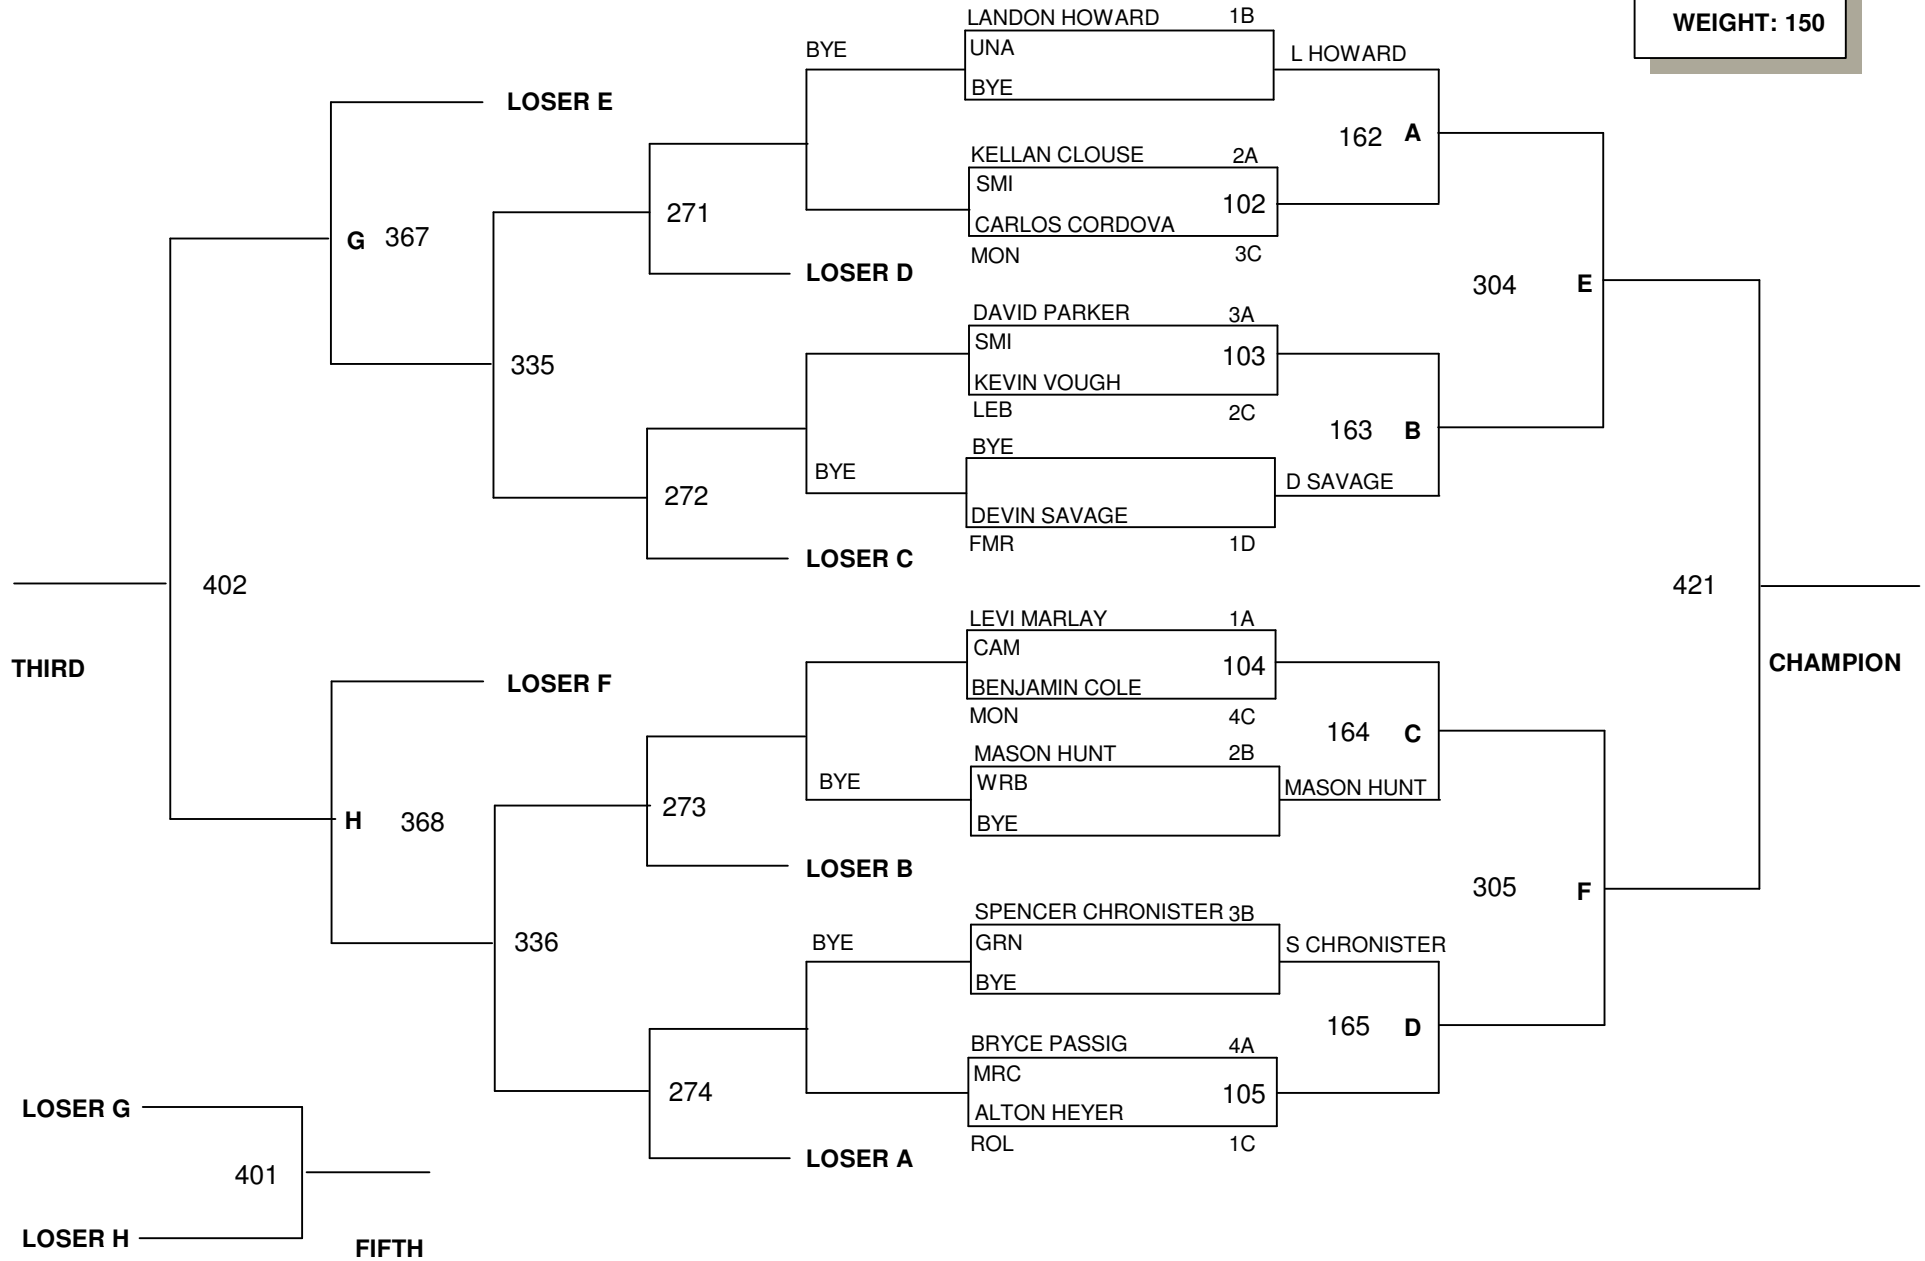 WEIGHT: 150
LANDON HOWARD 1B
UNA
BYE
BYE
L HOWARD
LOSER E
162 A
KELLAN CLOUSE 2A
SMI
102
CARLOS CORDOVA
MON 3C
271
G 367
LOSER D
304 E
DAVID PARKER 3A
SMI
103
KEVIN VOUGH
LEB 2C
335
163 B
BYE
BYE
D SAVAGE
272
DEVIN SAVAGE
FMR 1D
LOSER C
402
421
THIRD
CHAMPION
LEVI MARLAY 1A
CAM
104
BENJAMIN COLE
MON 4C
LOSER F
164 C
MASON HUNT 2B
WRB
BYE
BYE
MASON HUNT
273
H 368
LOSER B
305 F
SPENCER CHRONISTER 3B
GRN
BYE
BYE
S CHRONISTER
336
165 D
BRYCE PASSIG 4A
MRC
105
ALTON HEYER
ROL 1C
274
LOSER A
LOSER G
401
LOSER H
FIFTH